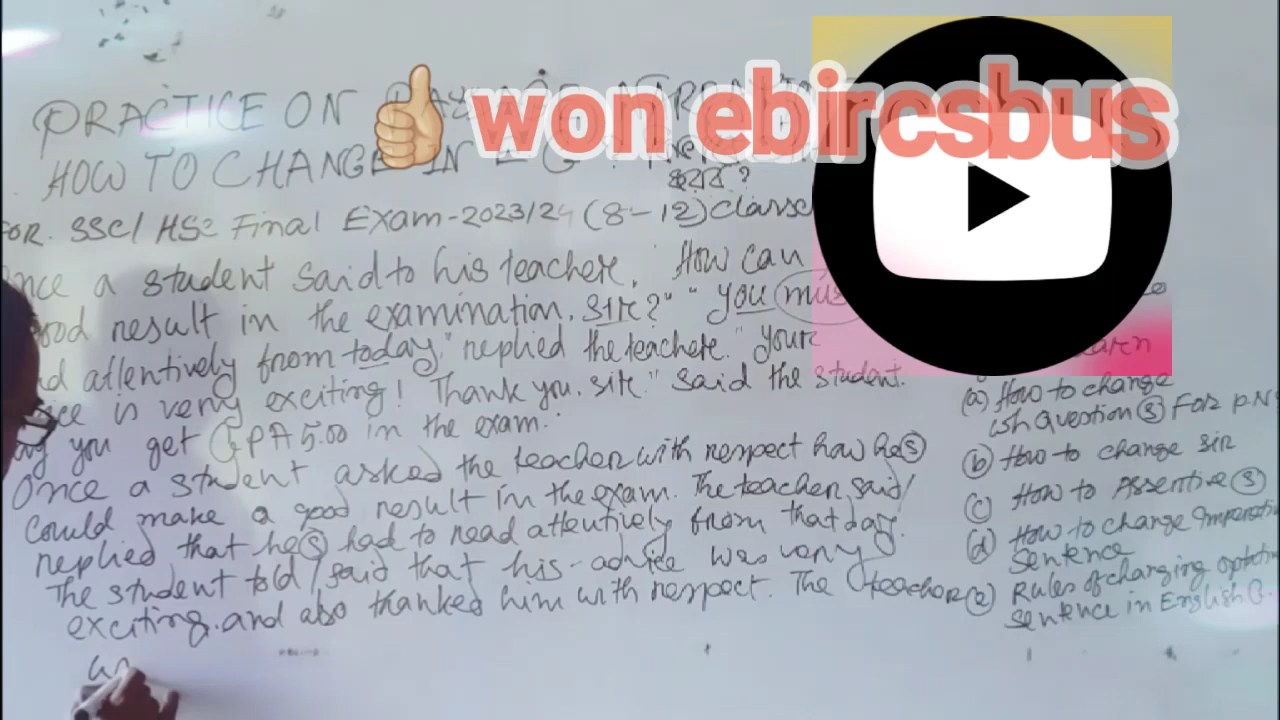 won ebircsbus
PRACTICE ON
HOW TO CHANGE IN
FOR. SSC/ HSC Final Exam-2023/24 (8-12)
Once a student said to his teacher. "How can
good result in the examination, sir?" "You
attentively from today," replied the teacher. "Your
is very exciting! Thank you, sir." said the student.
you get GPA 5.00 in the exam.
Once a student asked the teacher with respect how he(s)
could make a good result in the exam. The teacher said/
replied that he(s) had to read attentively from that day.
The student told/said that his advice was very
exciting. and also thanked him with respect. The teacher
(a) How to change
Wh Question (s) For P.N
(b) How to change sir
(c) How to Assertive (s)
(d) How to change Imperative
Sentence
(e) Rules of changing
sentence in English